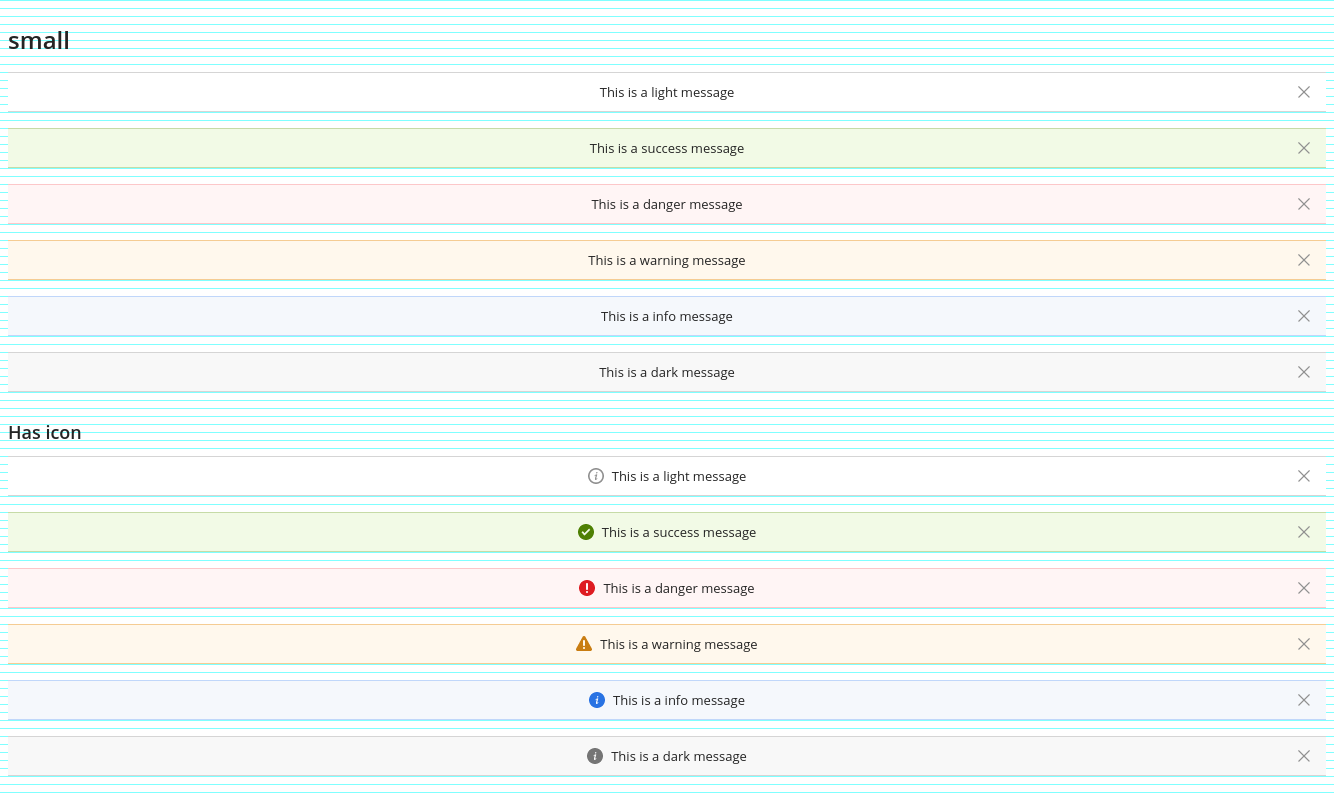 small
This is a light message
This is a success message
This is a danger message
This is a warning message
This is a info message
This is a dark message
Has icon
This is a light message
This is a success message
This is a danger message
This is a warning message
This is a info message
This is a dark message